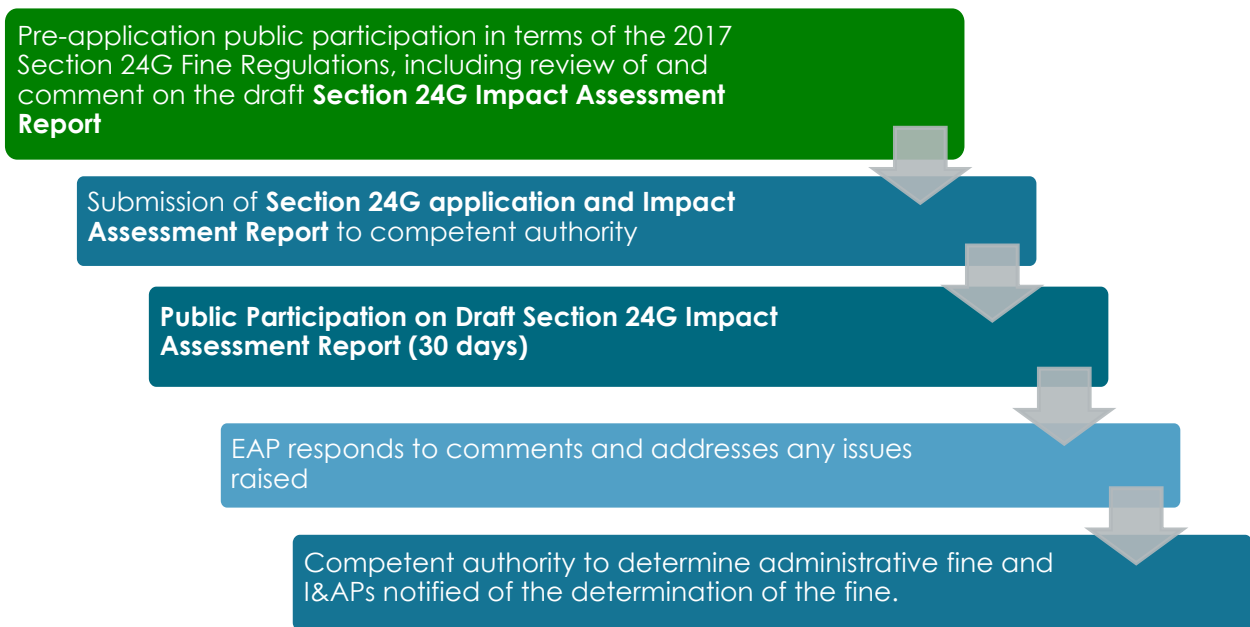 Pre-application public participation in terms of the 2017
Section 24G Fine Regulations, including review of and
comment on the draft Section 24G Impact Assessment
Report
Submission of Section 24G application and Impact
Assessment Report to competent authority
Public Participation on Draft Section 24G Impact
Assessment Report (30 days)
EAP responds to comments and addresses any issues
raised
Competent authority to determine administrative fine and
I&APs notified of the determination of the fine.